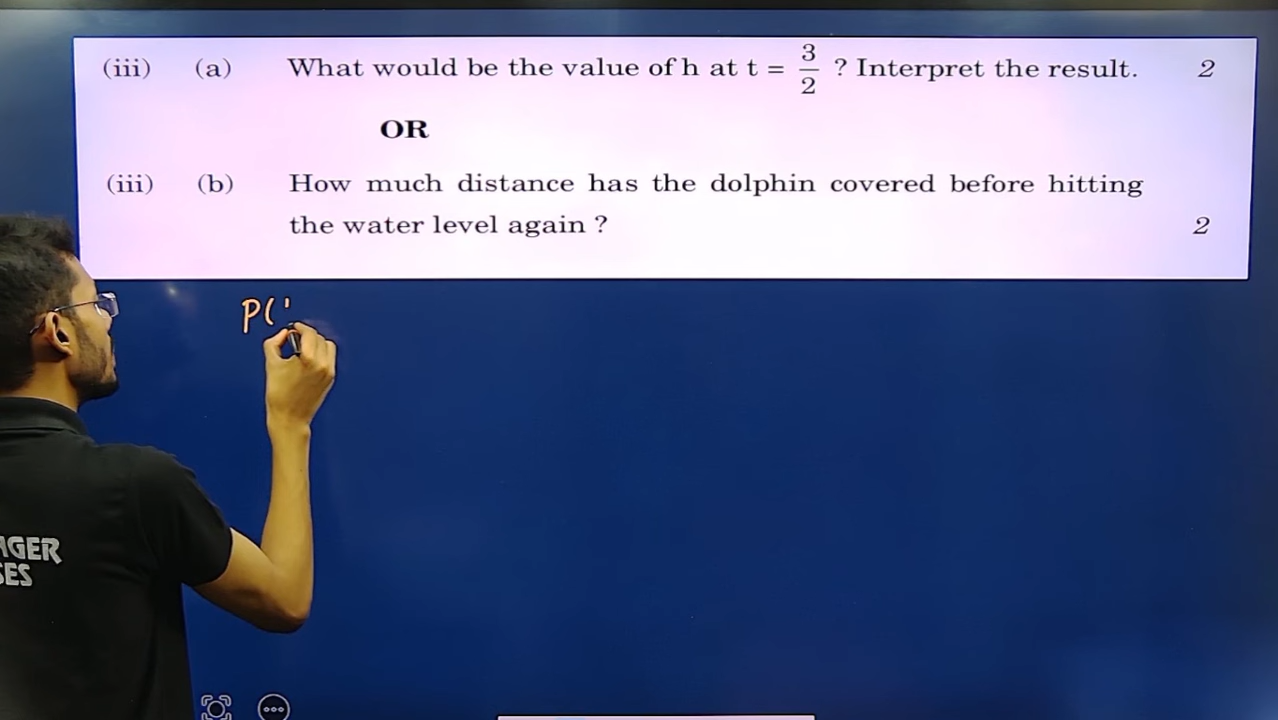 (iii) (a) What would be the value of h at t = 3/2 ? Interpret the result. 2
OR
(iii) (b) How much distance has the dolphin covered before hitting
the water level again ? 2
P('
AGER
SES